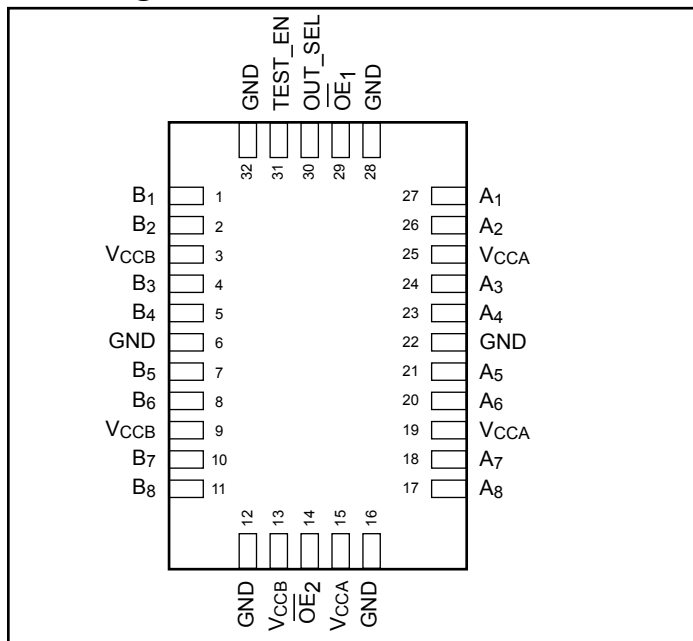 GND TEST_EN OUT_SEL O̅E̅1 GND
32 31 30 29 28
B1 1 27 A1
B2 2 26 A2
VCCB 3 25 VCCA
B3 4 24 A3
B4 5 23 A4
GND 6 22 GND
B5 7 21 A5
B6 8 20 A6
VCCB 9 19 VCCA
B7 10 18 A7
B8 11 17 A8
12 13 14 15 16
GND VCCB O̅E̅2 VCCA GND